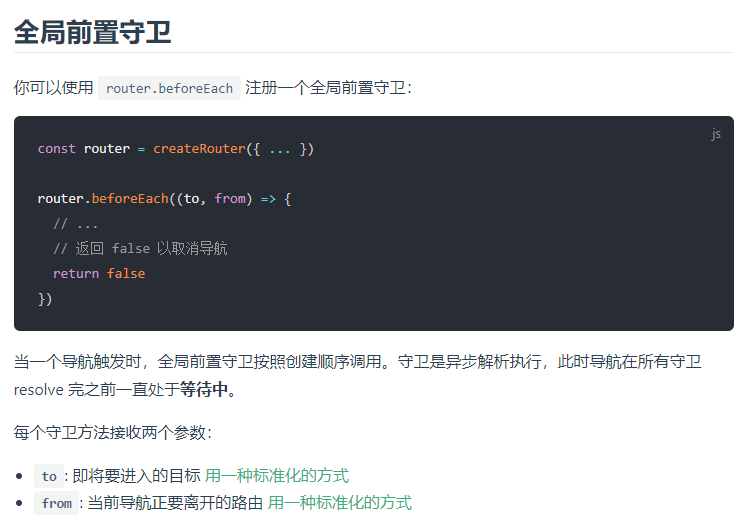 全局前置守卫
你可以使用 router.beforeEach 注册一个全局前置守卫：
js
const router = createRouter({ ... })
router.beforeEach((to, from) => {
  // ...
  // 返回 false 以取消导航
  return false
})
当一个导航触发时，全局前置守卫按照创建顺序调用。守卫是异步解析执行，此时导航在所有守卫
resolve 完之前一直处于等待中。
每个守卫方法接收两个参数：
• to : 即将要进入的目标 用一种标准化的方式
• from : 当前导航正要离开的路由 用一种标准化的方式